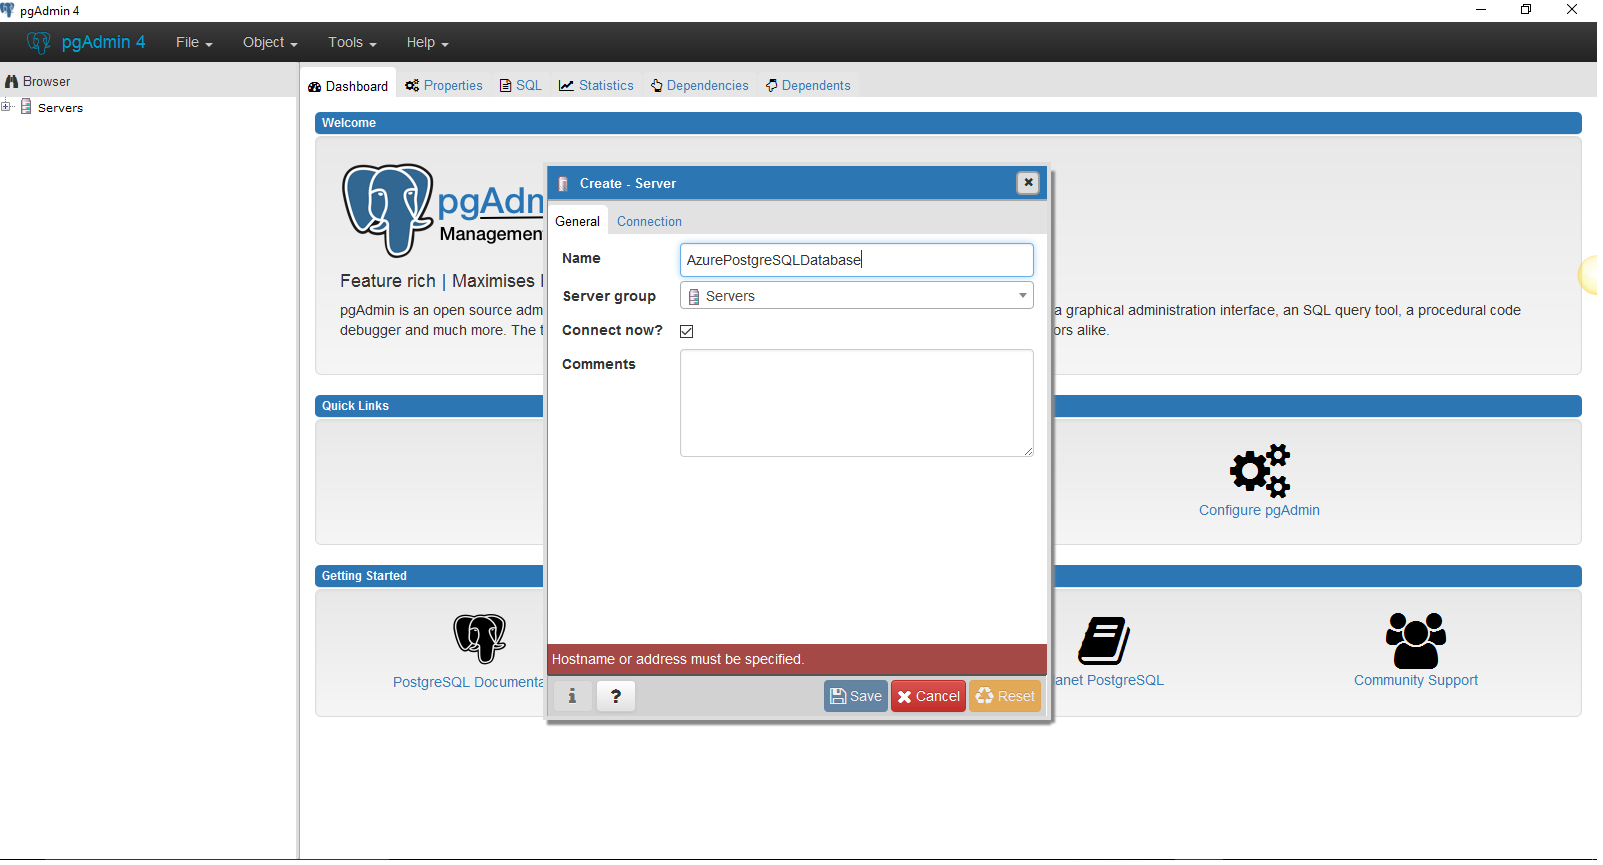 pgAdmin 4
pgAdmin 4 File Object Tools Help
Browser
Servers
Dashboard Properties SQL Statistics Dependencies Dependents
Welcome
pgAdm
Management
Feature rich | Maximises
pgAdmin is an open source adm
a graphical administration interface, an SQL query tool, a procedural code
debugger and much more. The t
ors alike.
Create - Server
General Connection
Name AzurePostgreSQLDatabase
Server group Servers
Connect now?
Comments
Hostname or address must be specified.
i ? Save Cancel Reset
Quick Links
Configure pgAdmin
Getting Started
PostgreSQL Documenta
anet PostgreSQL
Community Support